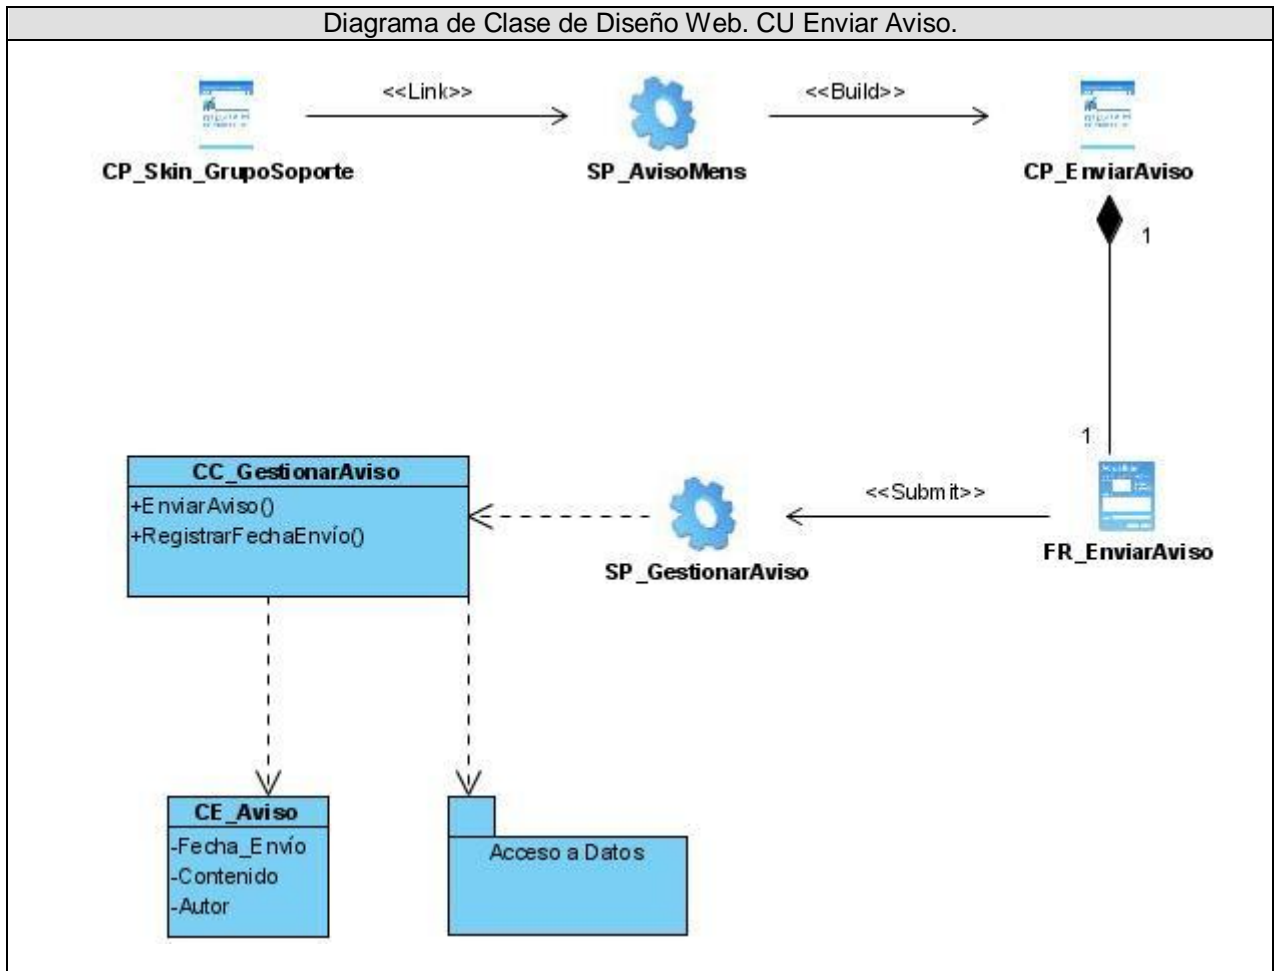 Diagrama de Clase de Diseño Web. CU Enviar Aviso.
<<Link>>
<<Build>>
CP_Skin_GrupoSoporte
SP_AvisoMens
CP_EnviarAviso
1
1
CC_GestionarAviso
+EnviarAviso()
+RegistrarFechaEnvío()
<<Submit>>
SP_GestionarAviso
FR_EnviarAviso
CE_Aviso
-Fecha_Envío
-Contenido
-Autor
Acceso a Datos